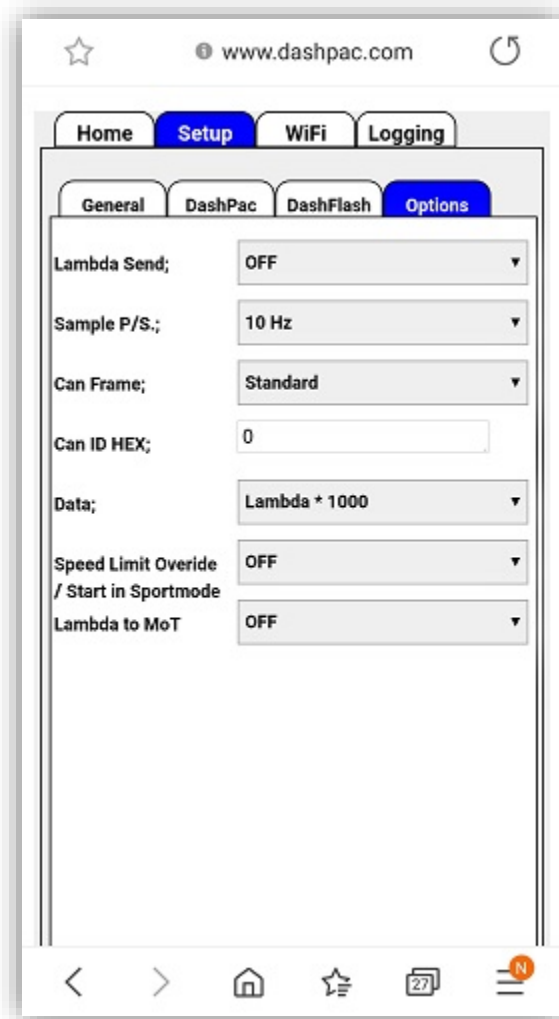 www.dashpac.com
Home Setup WiFi Logging
General DashPac DashFlash Options
Lambda Send; OFF
Sample P/S.; 10 Hz
Can Frame; Standard
Can ID HEX; 0
Data; Lambda * 1000
Speed Limit Overide OFF
/ Start in Sportmode
Lambda to MoT OFF
27
N